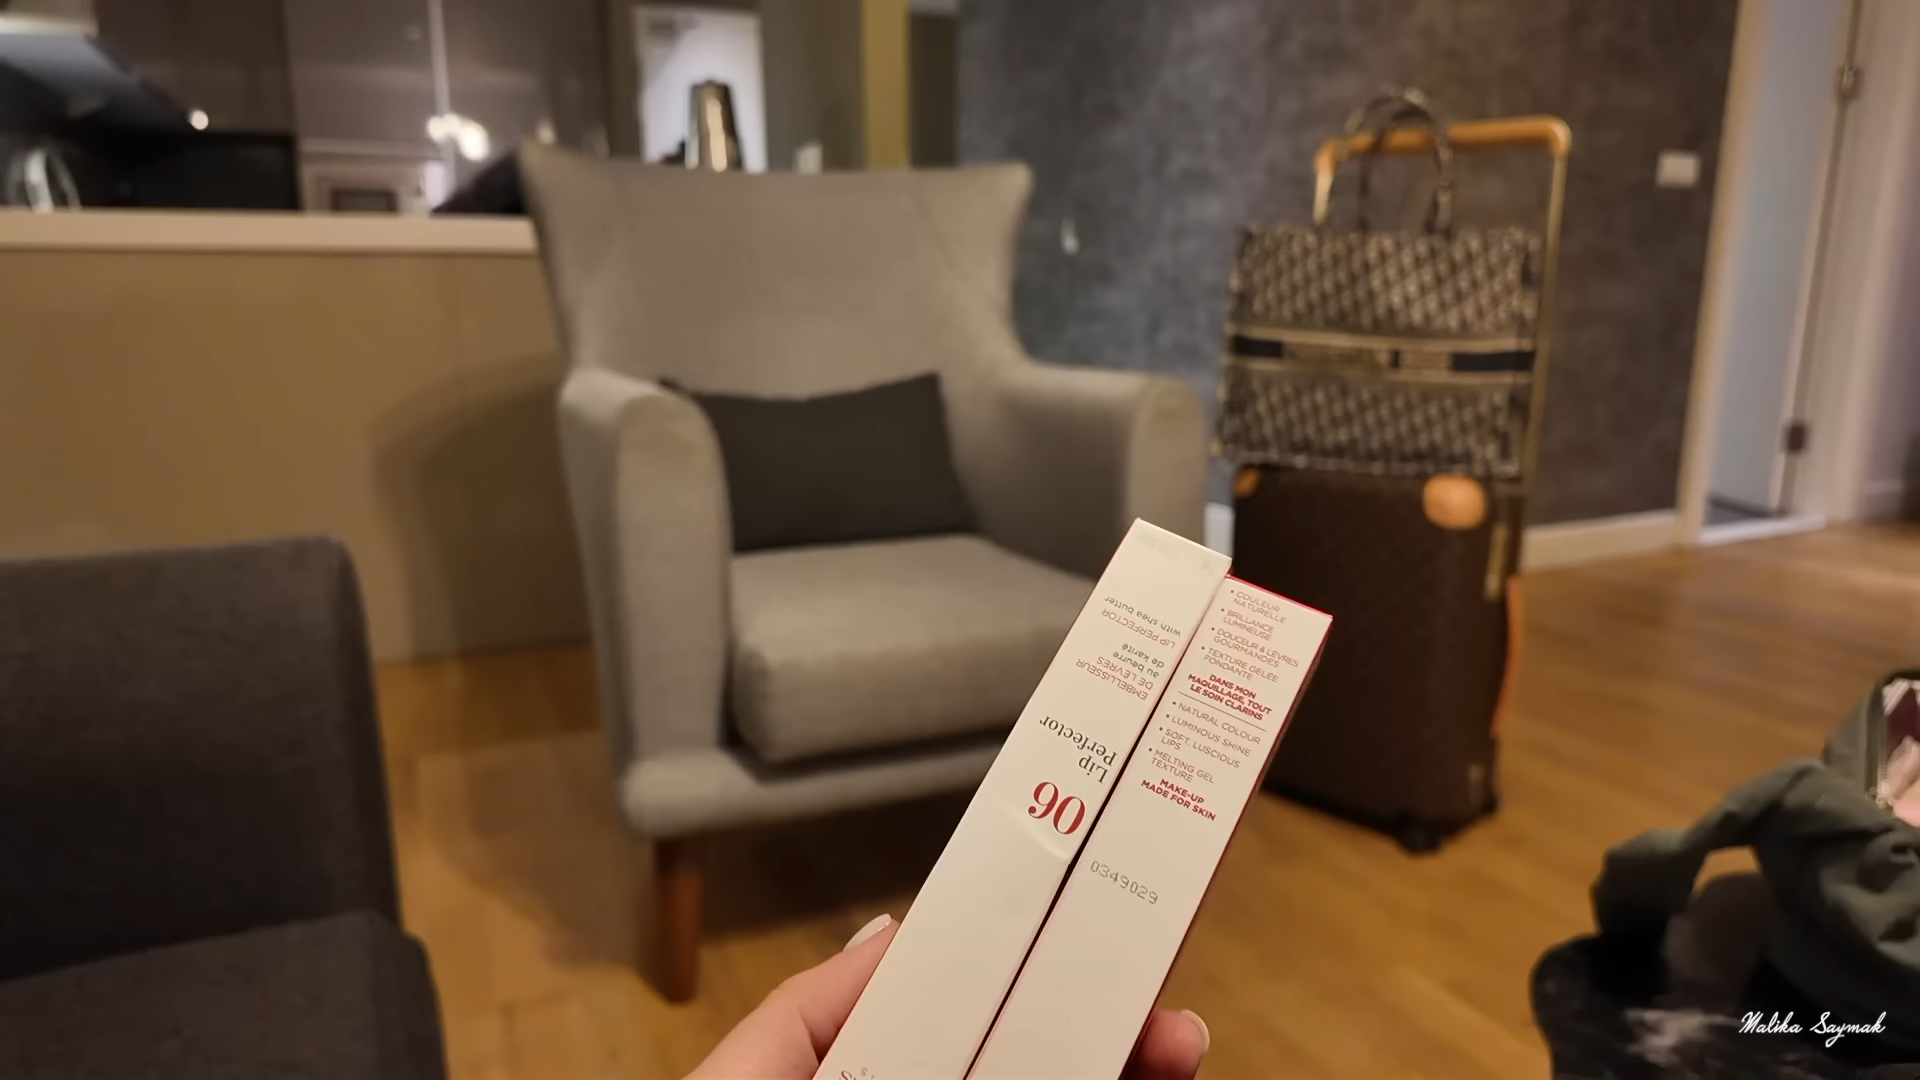 06
Lip
Perfector
EMBELLISSEUR
DE LÈVRES
au beurre
de karité
LIP PERFECTOR
with shea butter
• COULEUR
NATURELLE
• BRILLANCE
LUMINEUSE
• DOUCEUR & LÈVRES
GOURMANDES
• TEXTURE GELÉE
FONDANTE
DANS MON
MAQUILLAGE, TOUT
LE SOIN CLARINS
• NATURAL COLOUR
• LUMINOUS SHINE
• SOFT, LUSCIOUS
LIPS
• MELTING GEL
TEXTURE
MAKE-UP
MADE FOR SKIN
0349029
Malika Saymak